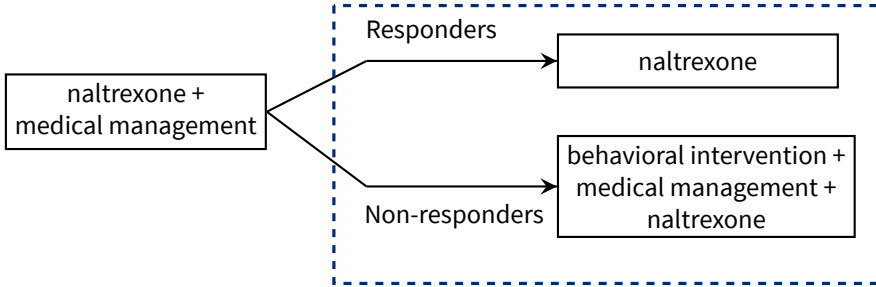 Responders
naltrexone
naltrexone +
medical management
behavioral intervention +
medical management +
naltrexone
Non-responders